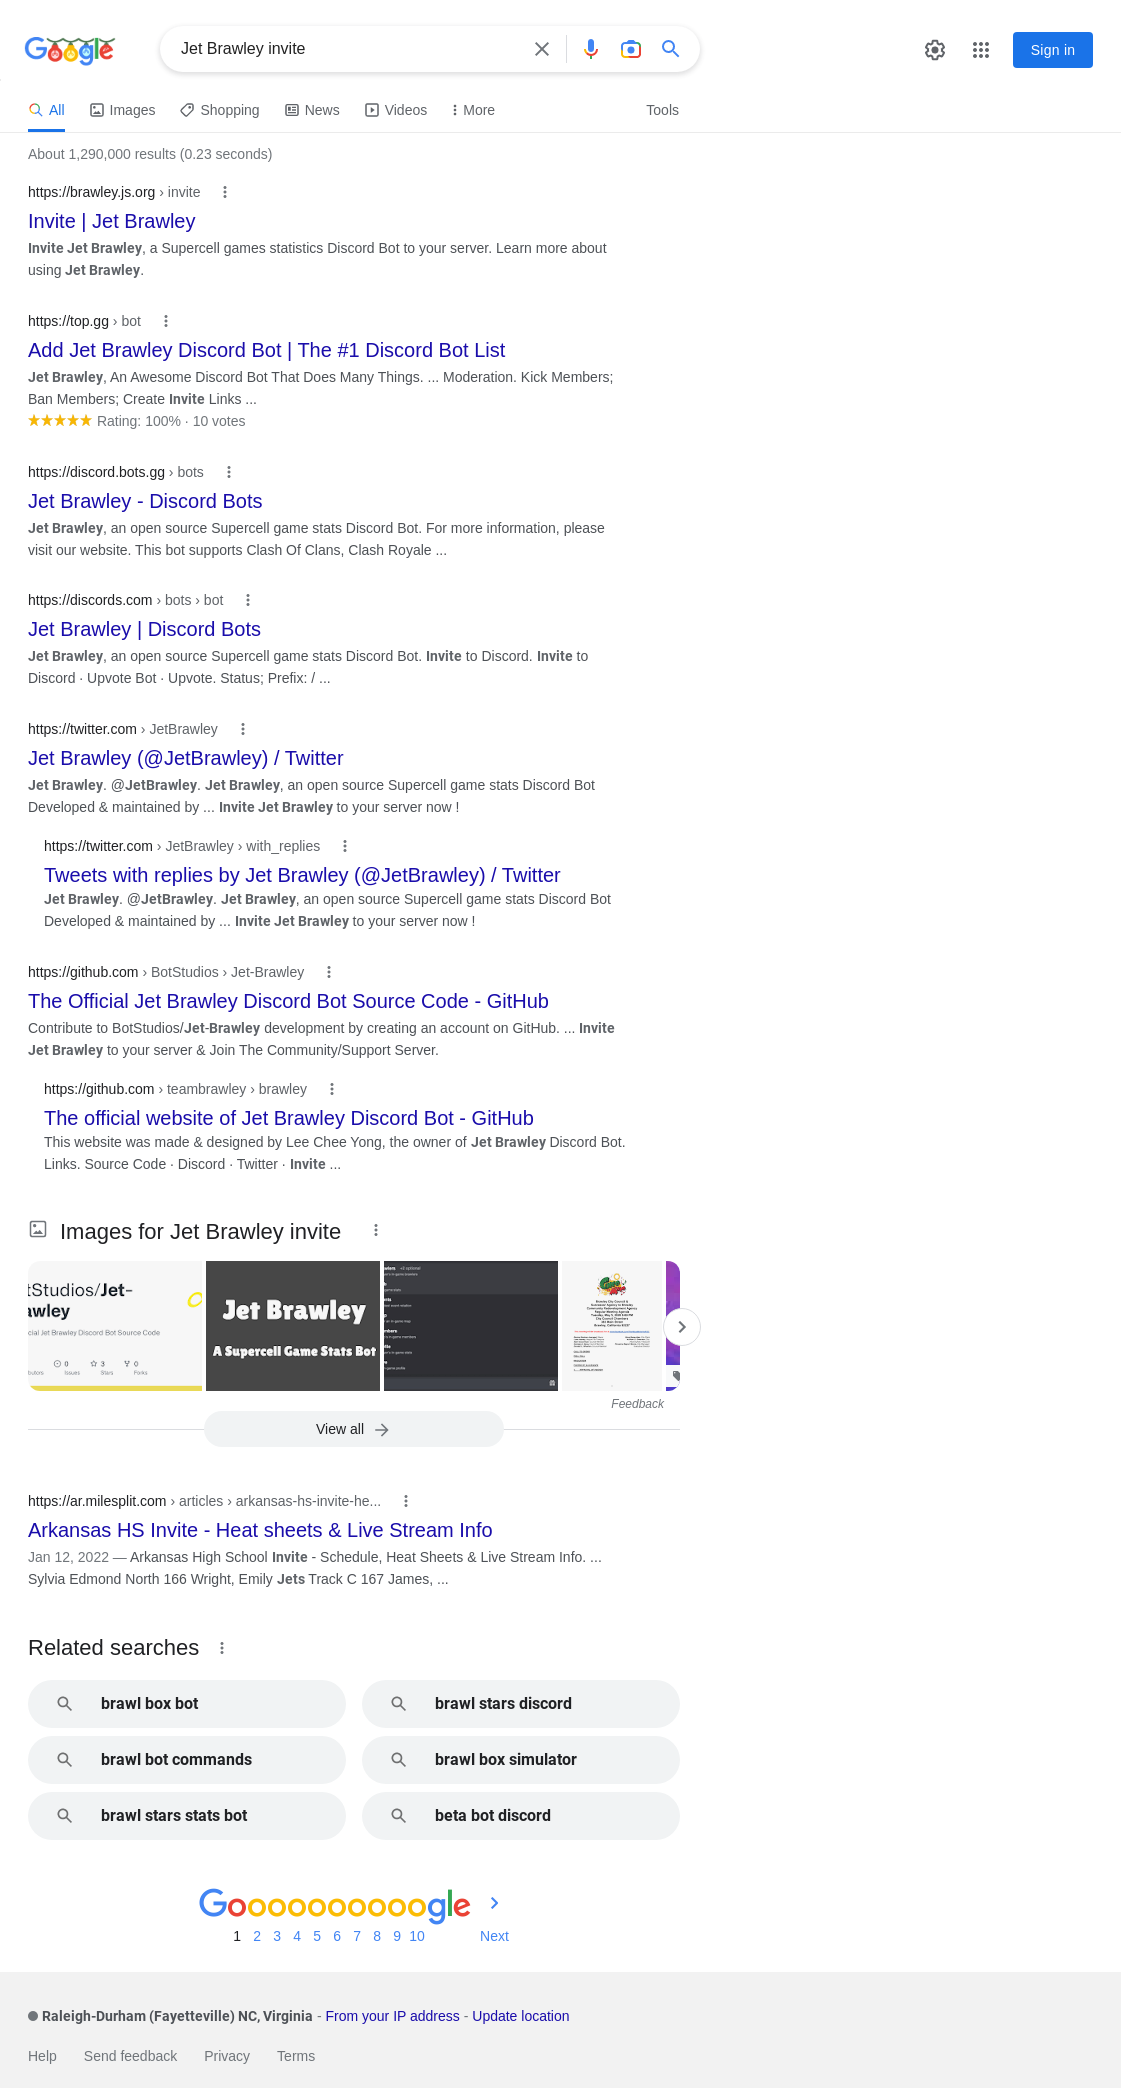 Google
Jet Brawley invite
Sign in
All Images Shopping News Videos More Tools
About 1,290,000 results (0.23 seconds)
https://brawley.js.org › invite
Invite | Jet Brawley
Invite Jet Brawley, a Supercell games statistics Discord Bot to your server. Learn more about
using Jet Brawley.
https://top.gg › bot
Add Jet Brawley Discord Bot | The #1 Discord Bot List
Jet Brawley, An Awesome Discord Bot That Does Many Things. ... Moderation. Kick Members;
Ban Members; Create Invite Links ...
Rating: 100% · 10 votes
https://discord.bots.gg › bots
Jet Brawley - Discord Bots
Jet Brawley, an open source Supercell game stats Discord Bot. For more information, please
visit our website. This bot supports Clash Of Clans, Clash Royale ...
https://discords.com › bots › bot
Jet Brawley | Discord Bots
Jet Brawley, an open source Supercell game stats Discord Bot. Invite to Discord. Invite to
Discord · Upvote Bot · Upvote. Status; Prefix: / ...
https://twitter.com › JetBrawley
Jet Brawley (@JetBrawley) / Twitter
Jet Brawley. @JetBrawley. Jet Brawley, an open source Supercell game stats Discord Bot
Developed & maintained by ... Invite Jet Brawley to your server now !
https://twitter.com › JetBrawley › with_replies
Tweets with replies by Jet Brawley (@JetBrawley) / Twitter
Jet Brawley. @JetBrawley. Jet Brawley, an open source Supercell game stats Discord Bot
Developed & maintained by ... Invite Jet Brawley to your server now !
https://github.com › BotStudios › Jet-Brawley
The Official Jet Brawley Discord Bot Source Code - GitHub
Contribute to BotStudios/Jet-Brawley development by creating an account on GitHub. ... Invite
Jet Brawley to your server & Join The Community/Support Server.
https://github.com › teambrawley › brawley
The official website of Jet Brawley Discord Bot - GitHub
This website was made & designed by Lee Chee Yong, the owner of Jet Brawley Discord Bot.
Links. Source Code · Discord · Twitter · Invite ...
Images for Jet Brawley invite
tStudios/Jet-
awley
cial Jet Brawley Discord Bot Source Code
0 0 3 0
butors Issues Stars Forks
Jet Brawley
A Supercell Game Stats Bot
Feedback
View all
https://ar.milesplit.com › articles › arkansas-hs-invite-he...
Arkansas HS Invite - Heat sheets & Live Stream Info
Jan 12, 2022 — Arkansas High School Invite - Schedule, Heat Sheets & Live Stream Info. ...
Sylvia Edmond North 166 Wright, Emily Jets Track C 167 James, ...
Related searches
brawl box bot
brawl stars discord
brawl bot commands
brawl box simulator
brawl stars stats bot
beta bot discord
Goooooooooogle
1 2 3 4 5 6 7 8 9 10 Next
Raleigh-Durham (Fayetteville) NC, Virginia - From your IP address - Update location
Help Send feedback Privacy Terms